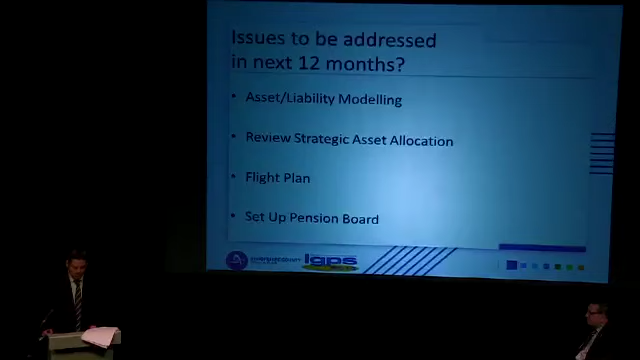 Issues to be addressed
in next 12 months?
• Asset/Liability Modelling
• Review Strategic Asset Allocation
• Flight Plan
• Set Up Pension Board
lgps